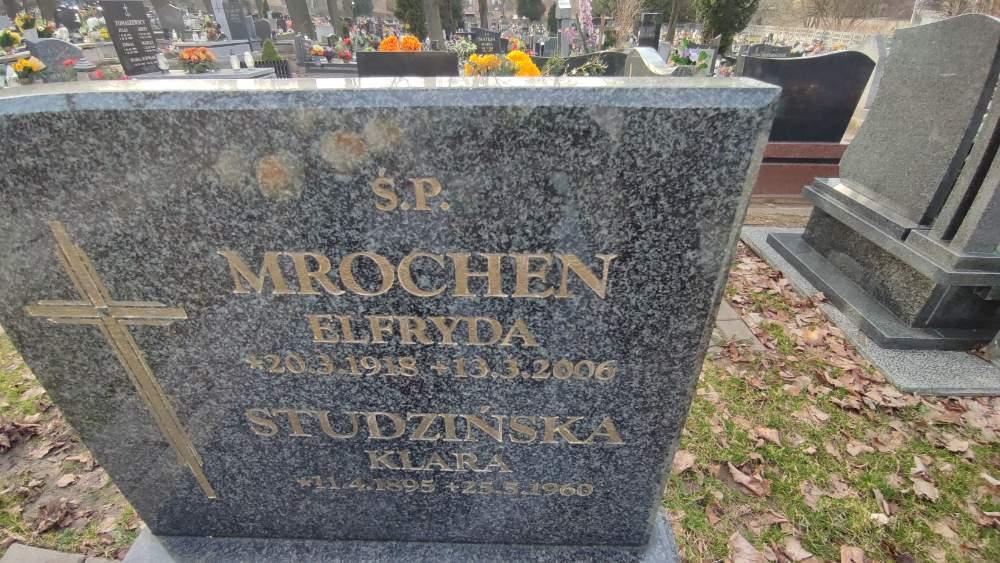 Ś.P.
MROCHEN
ELFRYDA
*20.3.1918 +13.3.2006
STUDZIŃSKA
KLARA
*11.4.1895 +25.5.1960